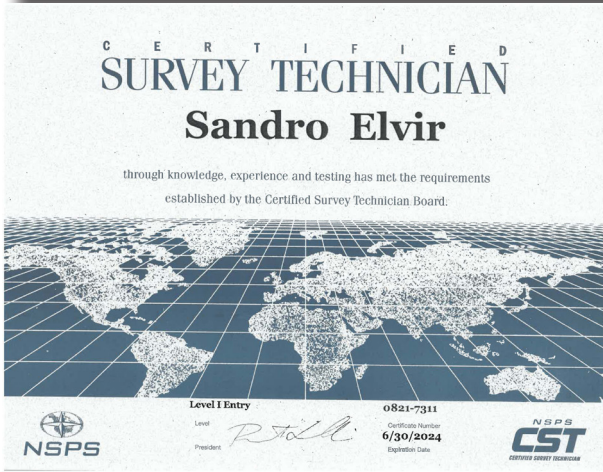 CERTIFIED
SURVEY TECHNICIAN
Sandro Elvir
through knowledge, experience and testing has met the requirements
established by the Certified Survey Technician Board.
Level I Entry
Level
President
0821-7311
Certificate Number
6/30/2024
Expiration Date
NSPS
NSPS
CST
CERTIFIED SURVEY TECHNICIAN